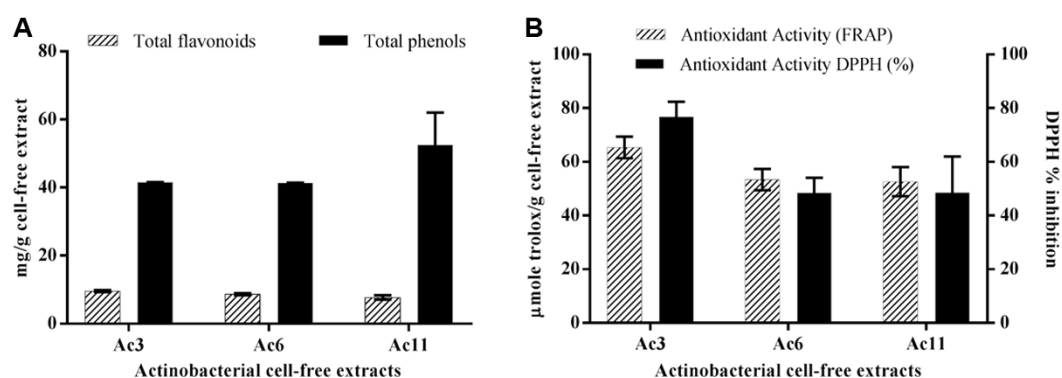 A
Total flavonoids
Total phenols
mg/g cell-free extract
80
60
40
20
0
Ac3
Ac6
Ac11
Actinobacterial cell-free extracts
B
Antioxidant Activity (FRAP)
Antioxidant Activity DPPH (%)
µmole trolox/g cell-free extract
100
80
60
40
20
0
100
80
60
40
20
0
DPPH % inhibition
Ac3
Ac6
Ac11
Actinobacterial cell-free extracts